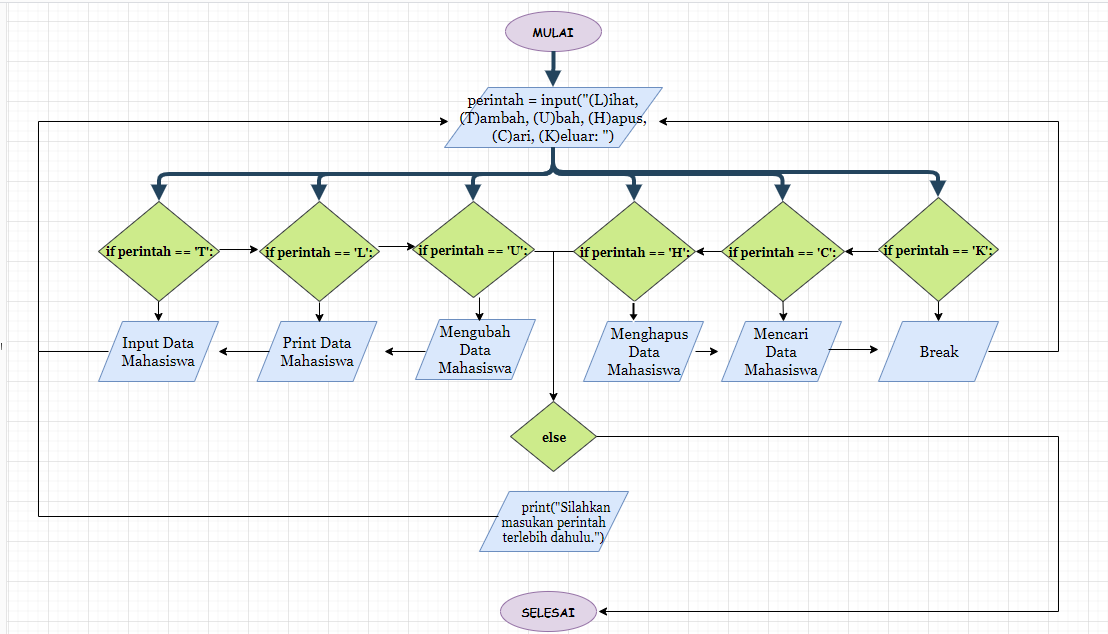 MULAI
perintah = input("(L)ihat,
(T)ambah, (U)bah, (H)apus,
(C)ari, (K)eluar: ")
if perintah == 'T':
if perintah == 'L':
if perintah == 'U':
if perintah == 'H':
if perintah == 'C':
if perintah == 'K':
Input Data
Mahasiswa
Print Data
Mahasiswa
Mengubah
Data
Mahasiswa
Menghapus
Data
Mahasiswa
Mencari
Data
Mahasiswa
Break
else
print("Silahkan
masukan perintah
terlebih dahulu.")
SELESAI